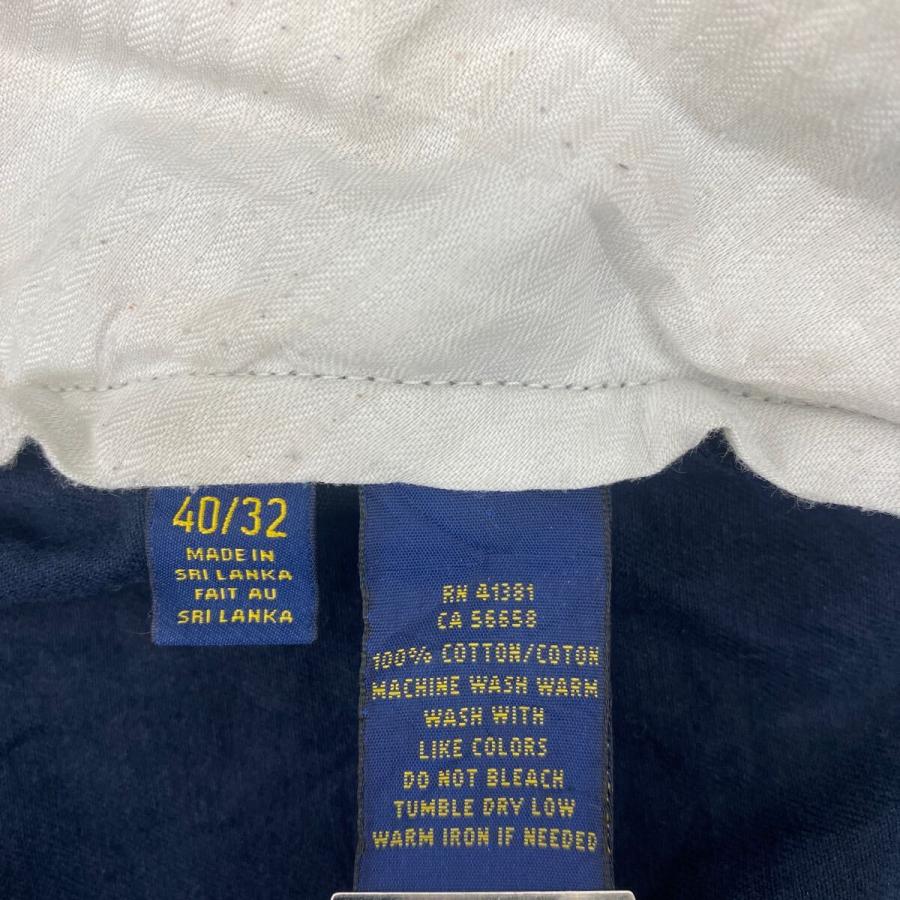 40/32
MADE IN
SRI LANKA
FAIT AU
SRI LANKA
RN 41381
CA 56658
100% COTTON/COTON
MACHINE WASH WARM
WASH WITH
LIKE COLORS
DO NOT BLEACH
TUMBLE DRY LOW
WARM IRON IF NEEDED